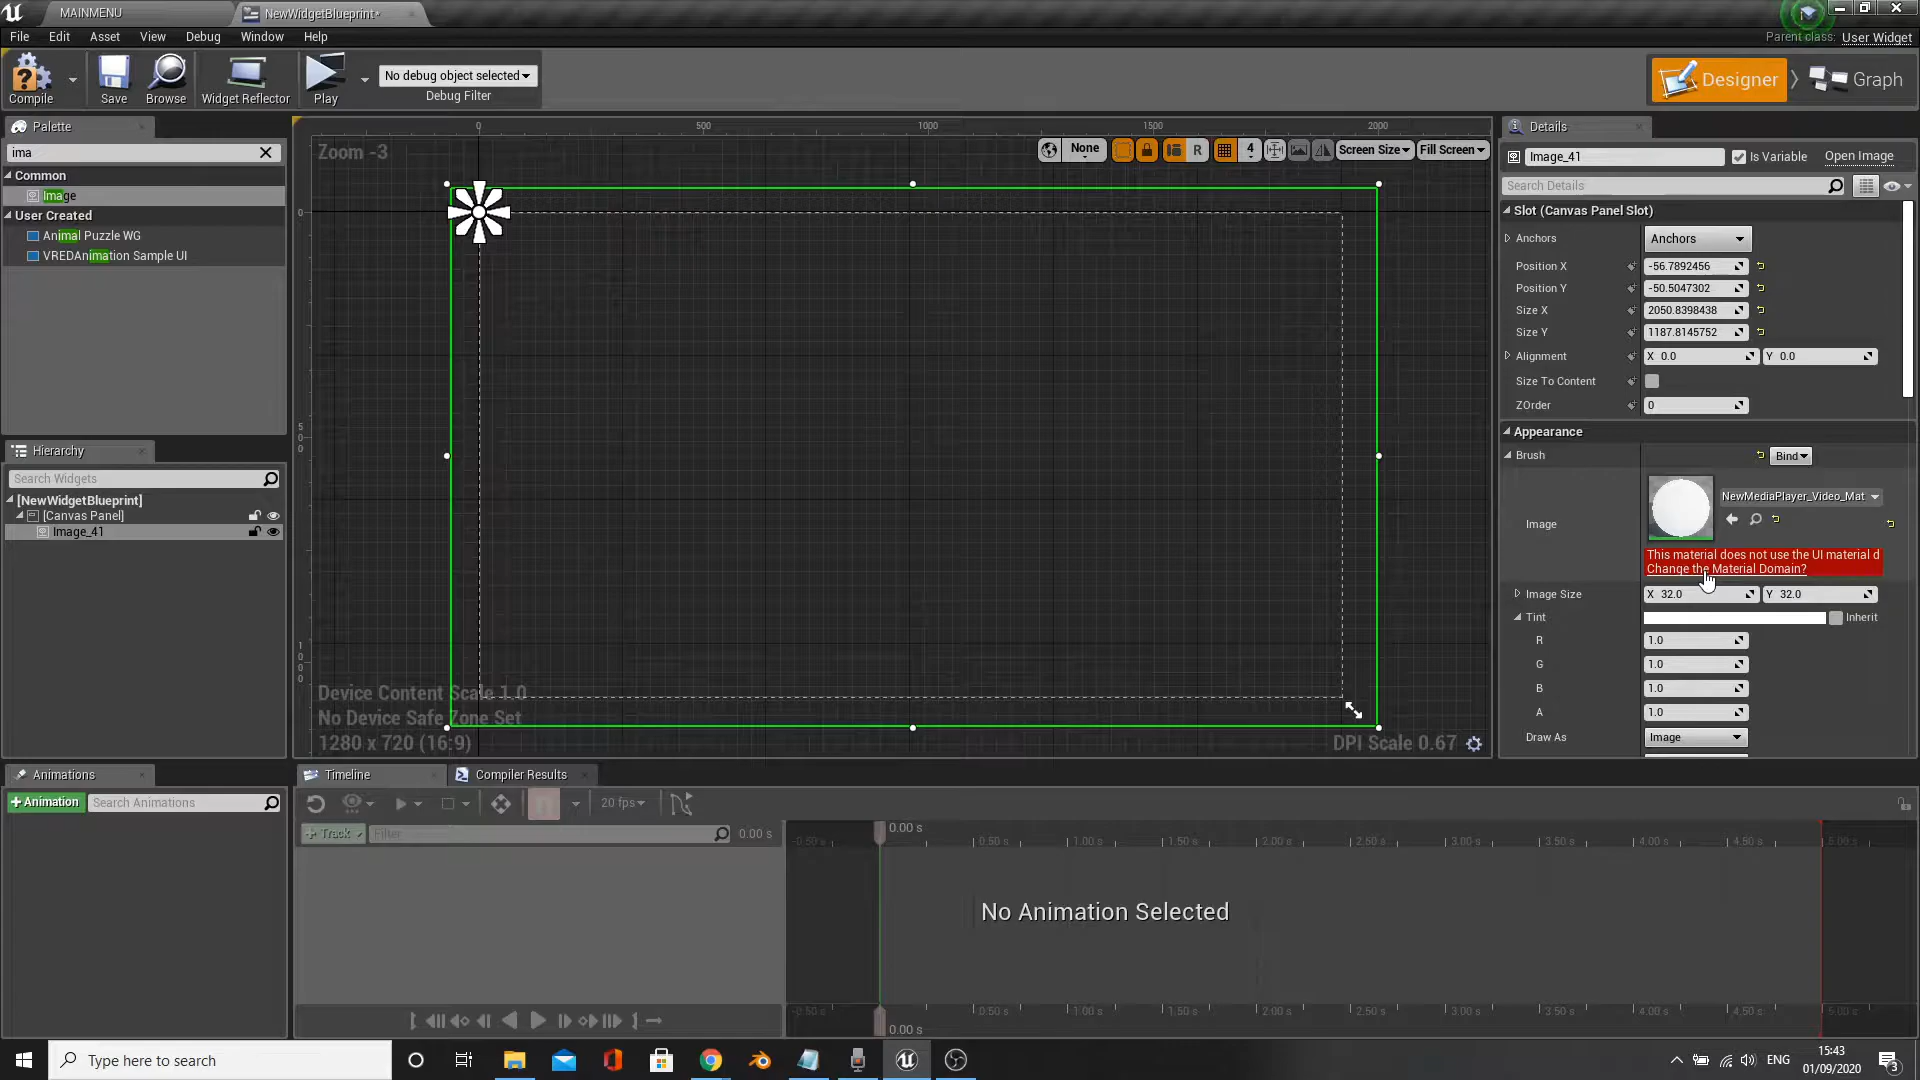 MAINMENU
NewWidgetBlueprint*
File Edit Asset View Debug Window Help
Parent class: User Widget
Compile
Save
Browse
Widget Reflector
Play
No debug object selected
Debug Filter
Designer
Graph
Palette
ima
Common
Image
User Created
Animal Puzzle WG
VREDAnimation Sample UI
Hierarchy
Search Widgets
[NewWidgetBlueprint]
[Canvas Panel]
Image_41
0 500 1000 1500 2000
Zoom -3
None
R
4
Screen Size
Fill Screen
0
500
1000
Device Content Scale 1.0
No Device Safe Zone Set
1280 x 720 (16:9)
DPI Scale 0.67
Details
Image_41
Is Variable
Open Image
Search Details
Slot (Canvas Panel Slot)
Anchors
Anchors
Position X -56.7892456
Position Y -50.5047302
Size X 2050.8398438
Size Y 1187.8145752
Alignment X 0.0 Y 0.0
Size To Content
ZOrder 0
Appearance
Brush
Bind
Image
NewMediaPlayer_Video_Mat
This material does not use the UI material d
Change the Material Domain?
Image Size X 32.0 Y 32.0
Tint
Inherit
R 1.0
G 1.0
B 1.0
A 1.0
Draw As Image
Animations
+Animation
Search Animations
Timeline
Compiler Results
20 fps
+ Track
Filter
0.00 s
0.00 s
-0.50 s 0.50 s 1.00 s 1.50 s 2.00 s 2.50 s 3.00 s 3.50 s 4.00 s 4.50 s 5.00 s
No Animation Selected
-0.50 s 0.50 s 1.00 s 1.50 s 2.00 s 2.50 s 3.00 s 3.50 s 4.00 s 4.50 s 5.00 s
0.00 s
Type here to search
ENG
15:43
01/09/2020
3